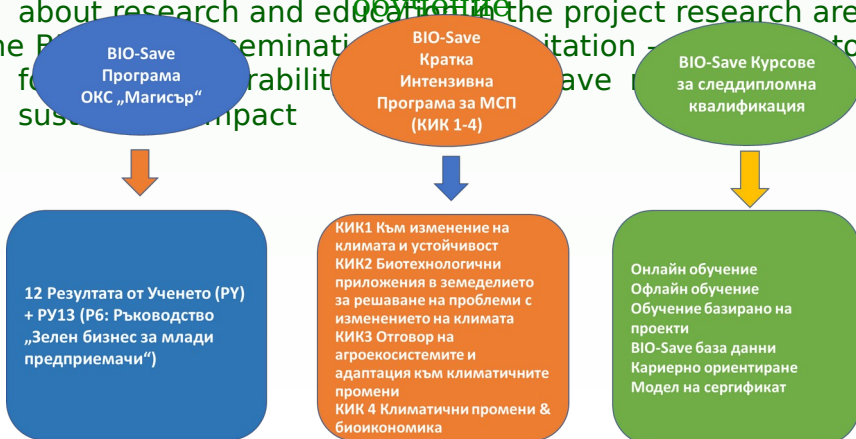 обучение
about research and education in the project research are
BIO-Save
Програма
ОКС „Магистър“
BIO-Save
Кратка
Интензивна
Програма за МСП
(КИК 1-4)
BIO-Save Курсове
за следдипломна
квалификация
12 Резултата от Ученето (РУ)
+ РУ13 (Р6: Ръководство
„Зелен бизнес за млади
предприемачи“)
КИК1 Към изменение на
климата и устойчивост
КИК2 Биотехнологични
приложения в земеделието
за решаване на проблеми с
изменението на климата
КИК3 Отговор на
агроекосистемите и
адаптация към климатичните
промени
КИК 4 Климатични промени &
биоикономика
Онлайн обучение
Офлайн обучение
Обучение базирано на
проекти
BIO-Save база данни
Кариерно ориентиране
Модел на сертификат